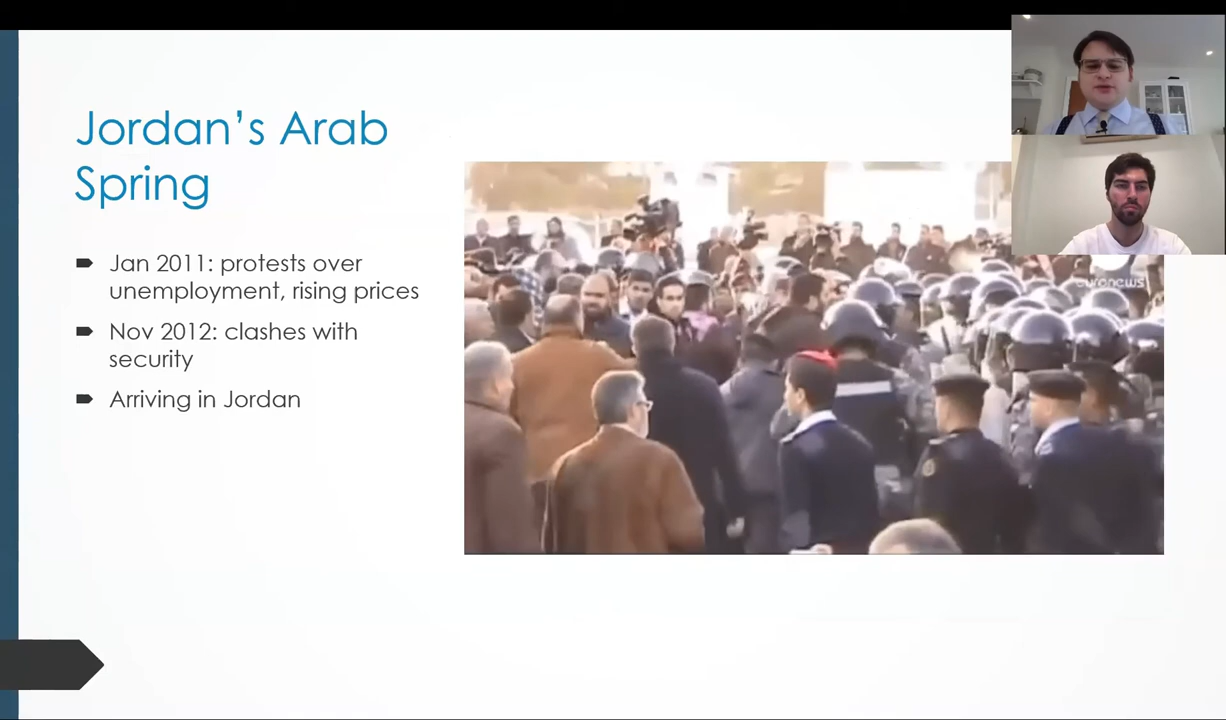 Jordan's Arab
Spring
Jan 2011: protests over
unemployment, rising prices
Nov 2012: clashes with
security
Arriving in Jordan
euronews